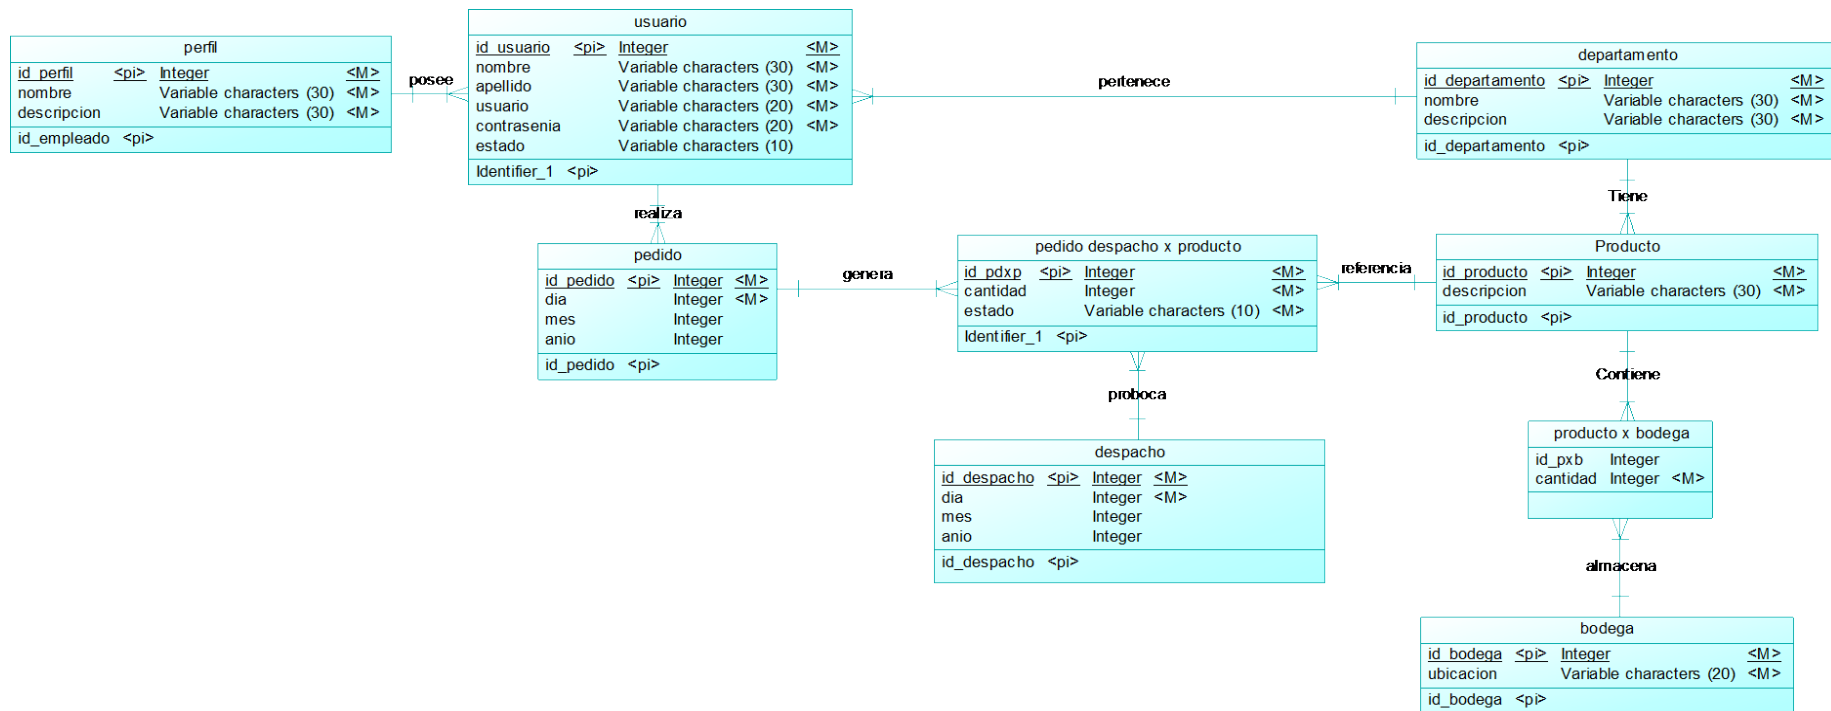 perfil
id_perfil <pi> Integer <M>
nombre Variable characters (30) <M>
descripcion Variable characters (30) <M>
id_empleado <pi>
posee
usuario
id_usuario <pi> Integer <M>
nombre Variable characters (30) <M>
apellido Variable characters (30) <M>
usuario Variable characters (20) <M>
contrasenia Variable characters (20) <M>
estado Variable characters (10)
Identifier_1 <pi>
pertenece
departamento
id_departamento <pi> Integer <M>
nombre Variable characters (30) <M>
descripcion Variable characters (30) <M>
id_departamento <pi>
realiza
Tiene
pedido
id_pedido <pi> Integer <M>
dia Integer <M>
mes Integer
anio Integer
id_pedido <pi>
genera
pedido despacho x producto
id_pdxp <pi> Integer <M>
cantidad Integer <M>
estado Variable characters (10) <M>
Identifier_1 <pi>
referencia
Producto
id_producto <pi> Integer <M>
descripcion Variable characters (30) <M>
id_producto <pi>
proboca
Contiene
despacho
id_despacho <pi> Integer <M>
dia Integer <M>
mes Integer
anio Integer
id_despacho <pi>
producto x bodega
id_pxb Integer
cantidad Integer <M>
almacena
bodega
id_bodega <pi> Integer <M>
ubicacion Variable characters (20) <M>
id_bodega <pi>